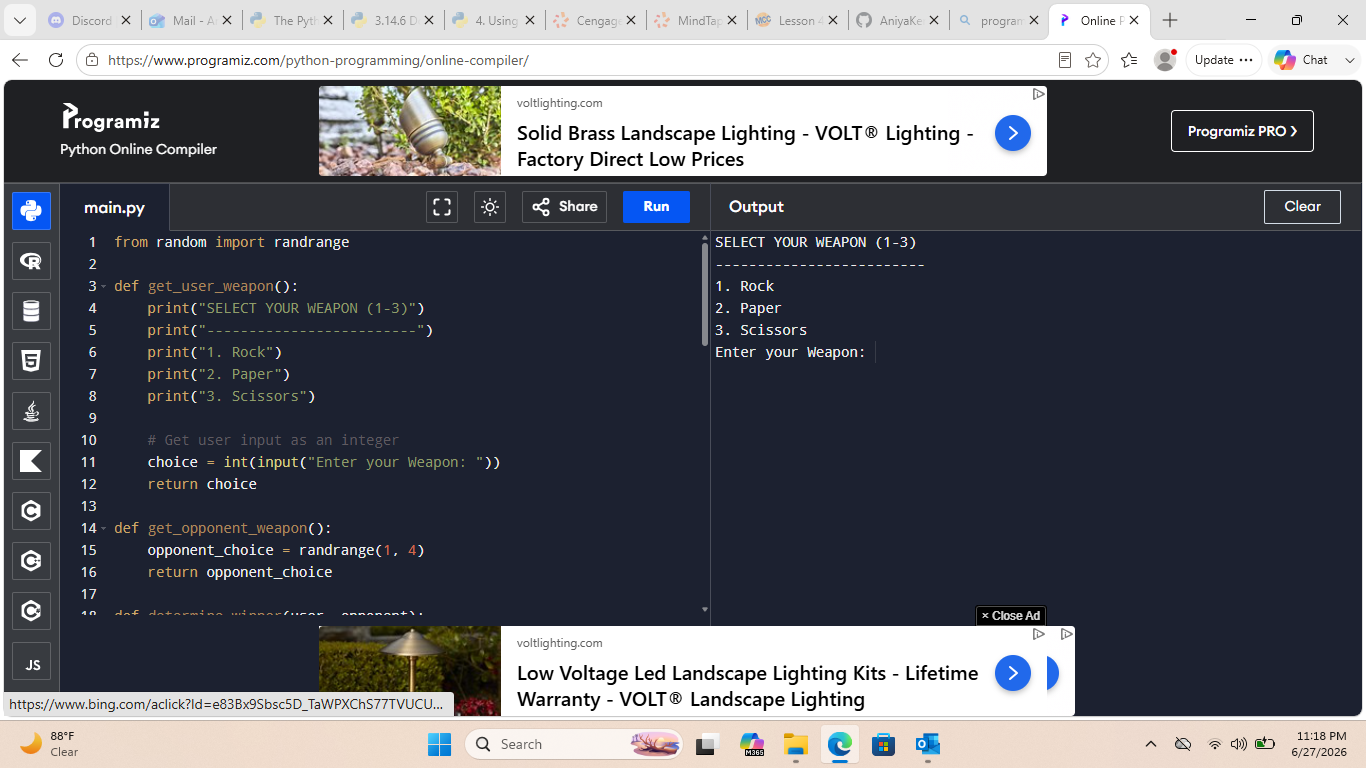 Discord
Mail - A
The Pyt
3.14.6 D
4. Using
Cengag
MindTap
Lesson 4
AniyaKe
program
Online P
https://www.programiz.com/python-programming/online-compiler/
Update
Chat
Programiz
Python Online Compiler
voltlighting.com
Solid Brass Landscape Lighting - VOLT® Lighting -
Factory Direct Low Prices
Programiz PRO
main.py
Share
Run
Output
Clear
1 from random import randrange
2
3 def get_user_weapon():
4 print("SELECT YOUR WEAPON (1-3)")
5 print("-------------------------")
6 print("1. Rock")
7 print("2. Paper")
8 print("3. Scissors")
9
10 # Get user input as an integer
11 choice = int(input("Enter your Weapon: "))
12 return choice
13
14 def get_opponent_weapon():
15 opponent_choice = randrange(1, 4)
16 return opponent_choice
17
18 def determine_winner(user, opponent):
SELECT YOUR WEAPON (1-3)
-------------------------
1. Rock
2. Paper
3. Scissors
Enter your Weapon:
JS
× Close Ad
voltlighting.com
Low Voltage Led Landscape Lighting Kits - Lifetime
Warranty - VOLT® Landscape Lighting
https://www.bing.com/aclick?ld=e83Bx9Sbsc5D_TaWPXChS77TVUCU...
88°F
Clear
Search
M365
11:18 PM
6/27/2026